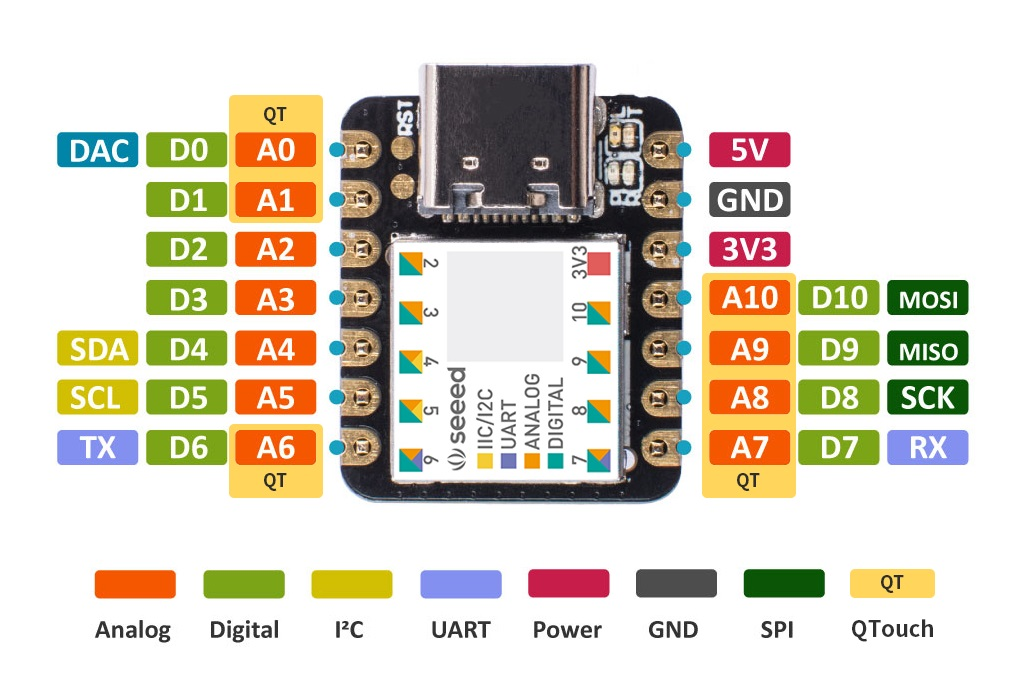 QT
DAC D0 A0 RST 5V
D1 A1 GND
D2 A2 2 3V3 3V3
D3 A3 3 10 A10 D10 MOSI
SDA D4 A4 4 9 A9 D9 MISO
SCL D5 A5 5 8 A8 D8 SCK
TX D6 A6 6 7 A7 D7 RX
QT QT
seeed
IIC/I2C
UART
ANALOG
DIGITAL
QT
Analog Digital I²C UART Power GND SPI QTouch